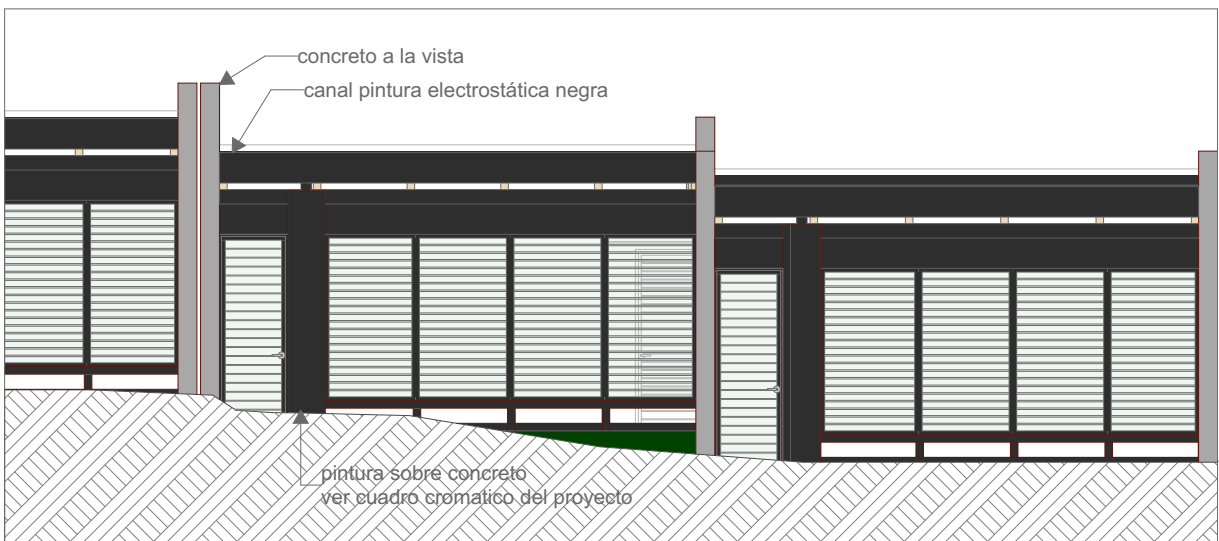 concreto a la vista
canal pintura electrostática negra
pintura sobre concreto
ver cuadro cromatico del proyecto